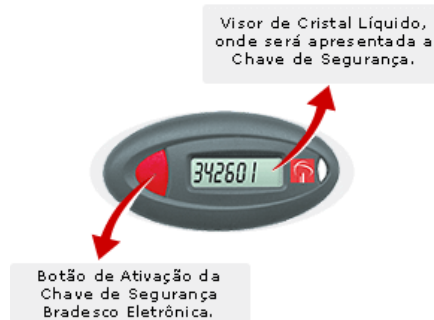 Visor de Cristal Líquido,
onde será apresentada a
Chave de Segurança.
342601
Botão de Ativação da
Chave de Segurança
Bradesco Eletrônica.